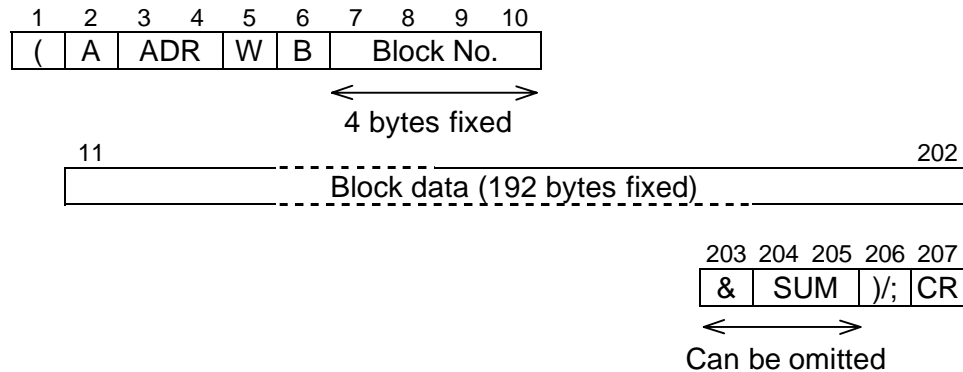 1 2 3 4 5 6 7 8 9 10
( A ADR W B Block No.
4 bytes fixed
11 202
Block data (192 bytes fixed)
203 204 205 206 207
& SUM )/; CR
Can be omitted